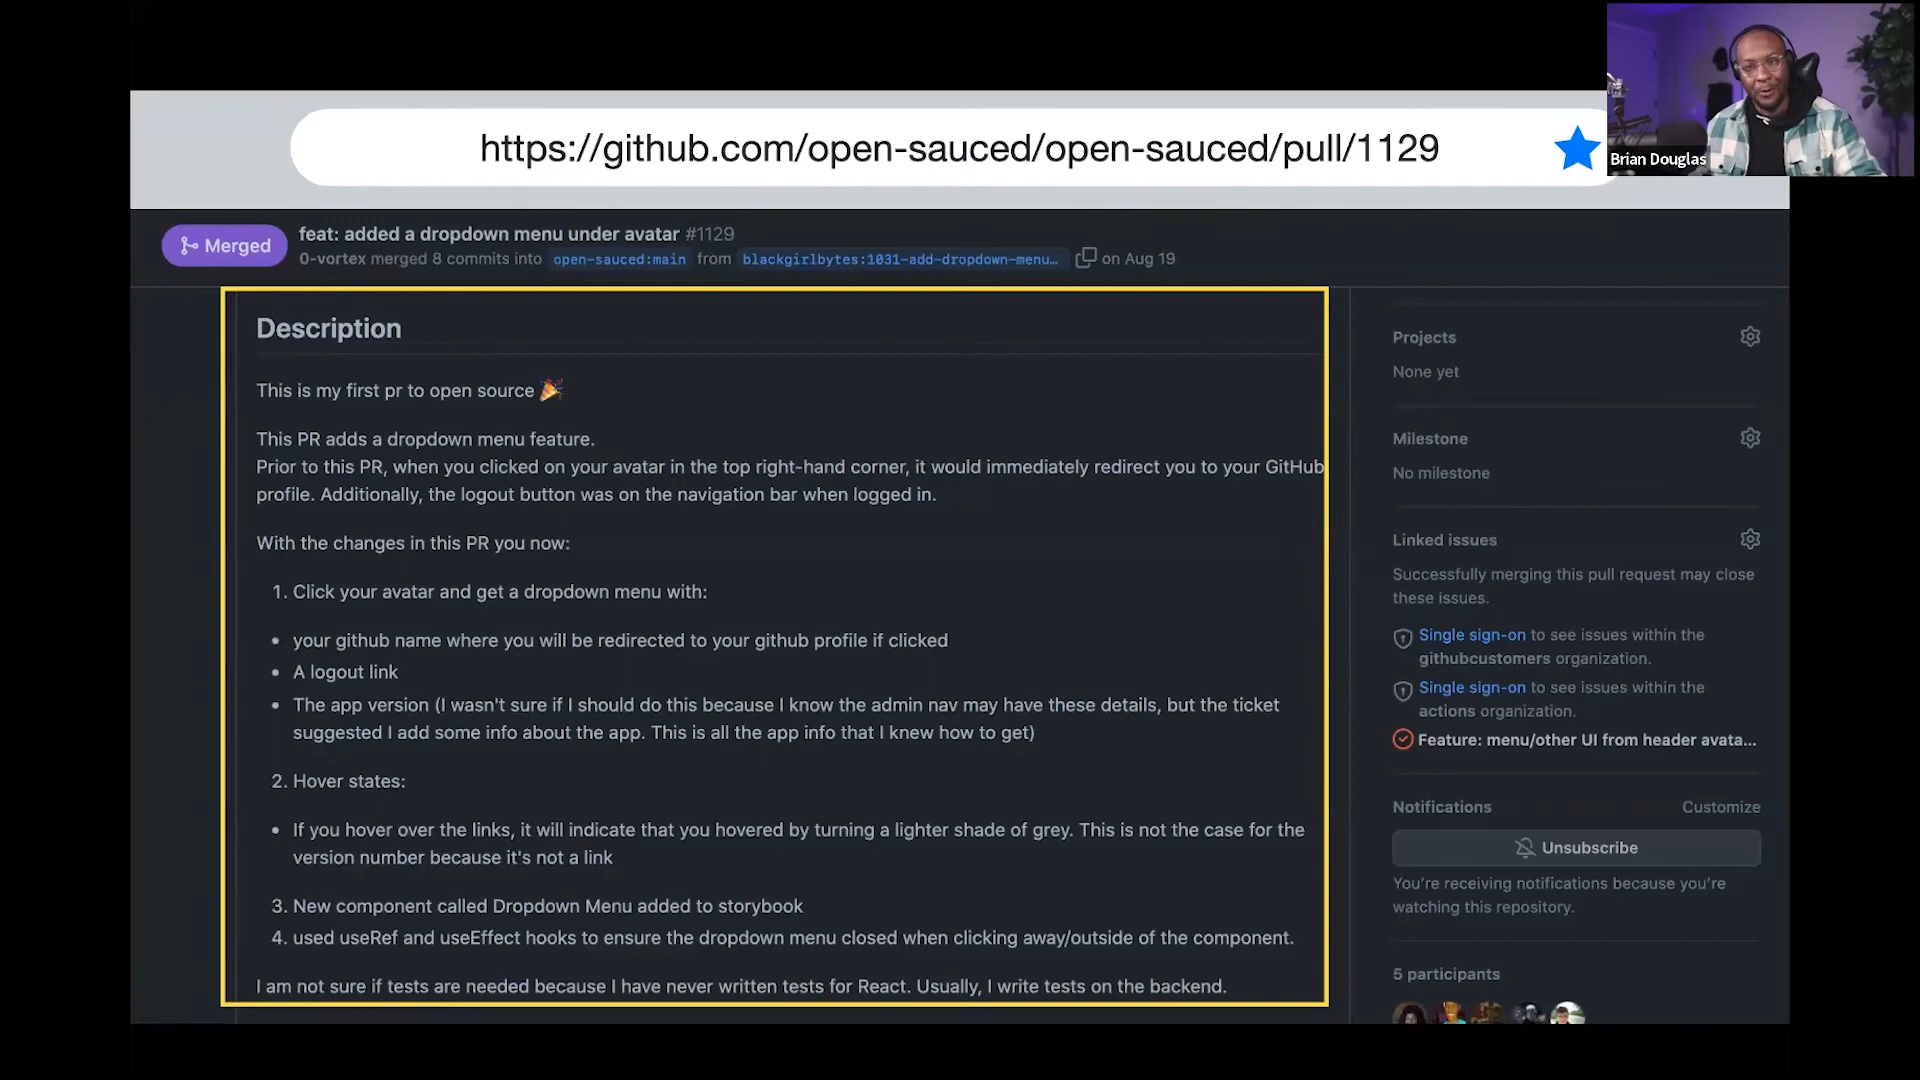 https://github.com/open-sauced/open-sauced/pull/1129
Brian Douglas
Merged
feat: added a dropdown menu under avatar #1129
0-vortex merged 8 commits into open-sauced:main from blackgirlbytes:1031-add-dropdown-menu… on Aug 19
Description
This is my first pr to open source 🎉
This PR adds a dropdown menu feature.
Prior to this PR, when you clicked on your avatar in the top right-hand corner, it would immediately redirect you to your GitHub
profile. Additionally, the logout button was on the navigation bar when logged in.
With the changes in this PR you now:
1. Click your avatar and get a dropdown menu with:
• your github name where you will be redirected to your github profile if clicked
• A logout link
• The app version (I wasn't sure if I should do this because I know the admin nav may have these details, but the ticket
suggested I add some info about the app. This is all the app info that I knew how to get)
2. Hover states:
• If you hover over the links, it will indicate that you hovered by turning a lighter shade of grey. This is not the case for the
version number because it's not a link
3. New component called Dropdown Menu added to storybook
4. used useRef and useEffect hooks to ensure the dropdown menu closed when clicking away/outside of the component.
I am not sure if tests are needed because I have never written tests for React. Usually, I write tests on the backend.
Projects
None yet
Milestone
No milestone
Linked issues
Successfully merging this pull request may close
these issues.
Single sign-on to see issues within the
githubcustomers organization.
Single sign-on to see issues within the
actions organization.
Feature: menu/other UI from header avata...
Notifications Customize
Unsubscribe
You're receiving notifications because you're
watching this repository.
5 participants